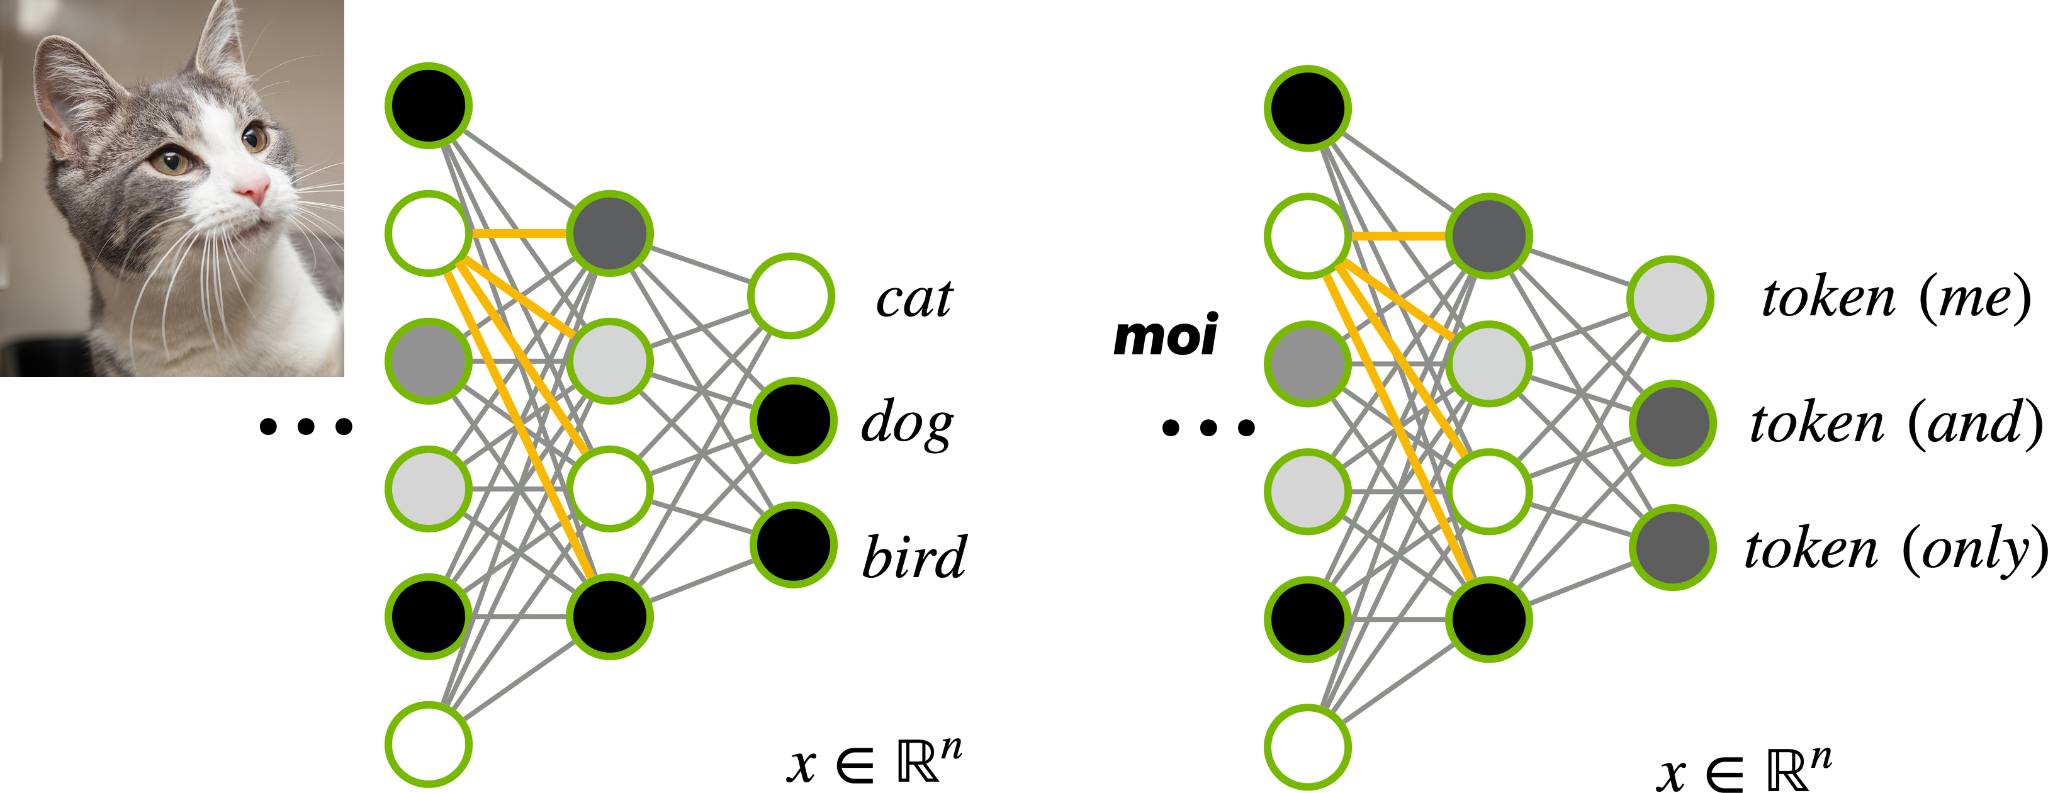 cat
dog
bird
x ∈ ℝⁿ
moi
token (me)
token (and)
token (only)
x ∈ ℝⁿ